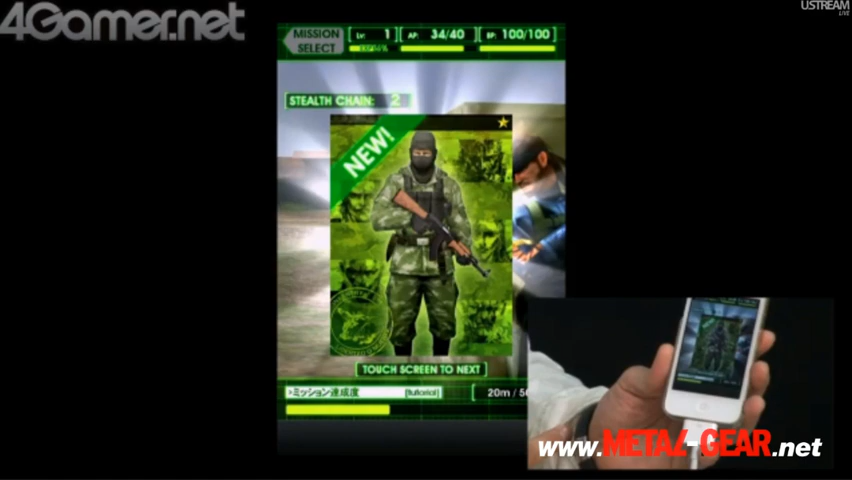 4Gamer.net
USTREAM
LIVE
MISSION
SELECT
LV: 1
AP: 34/40
BP: 100/100
STEALTH CHAIN: 2
NEW!
TOUCH SCREEN TO NEXT
ミッション達成度 [tutorial]
20m /
www.METAL-GEAR.net